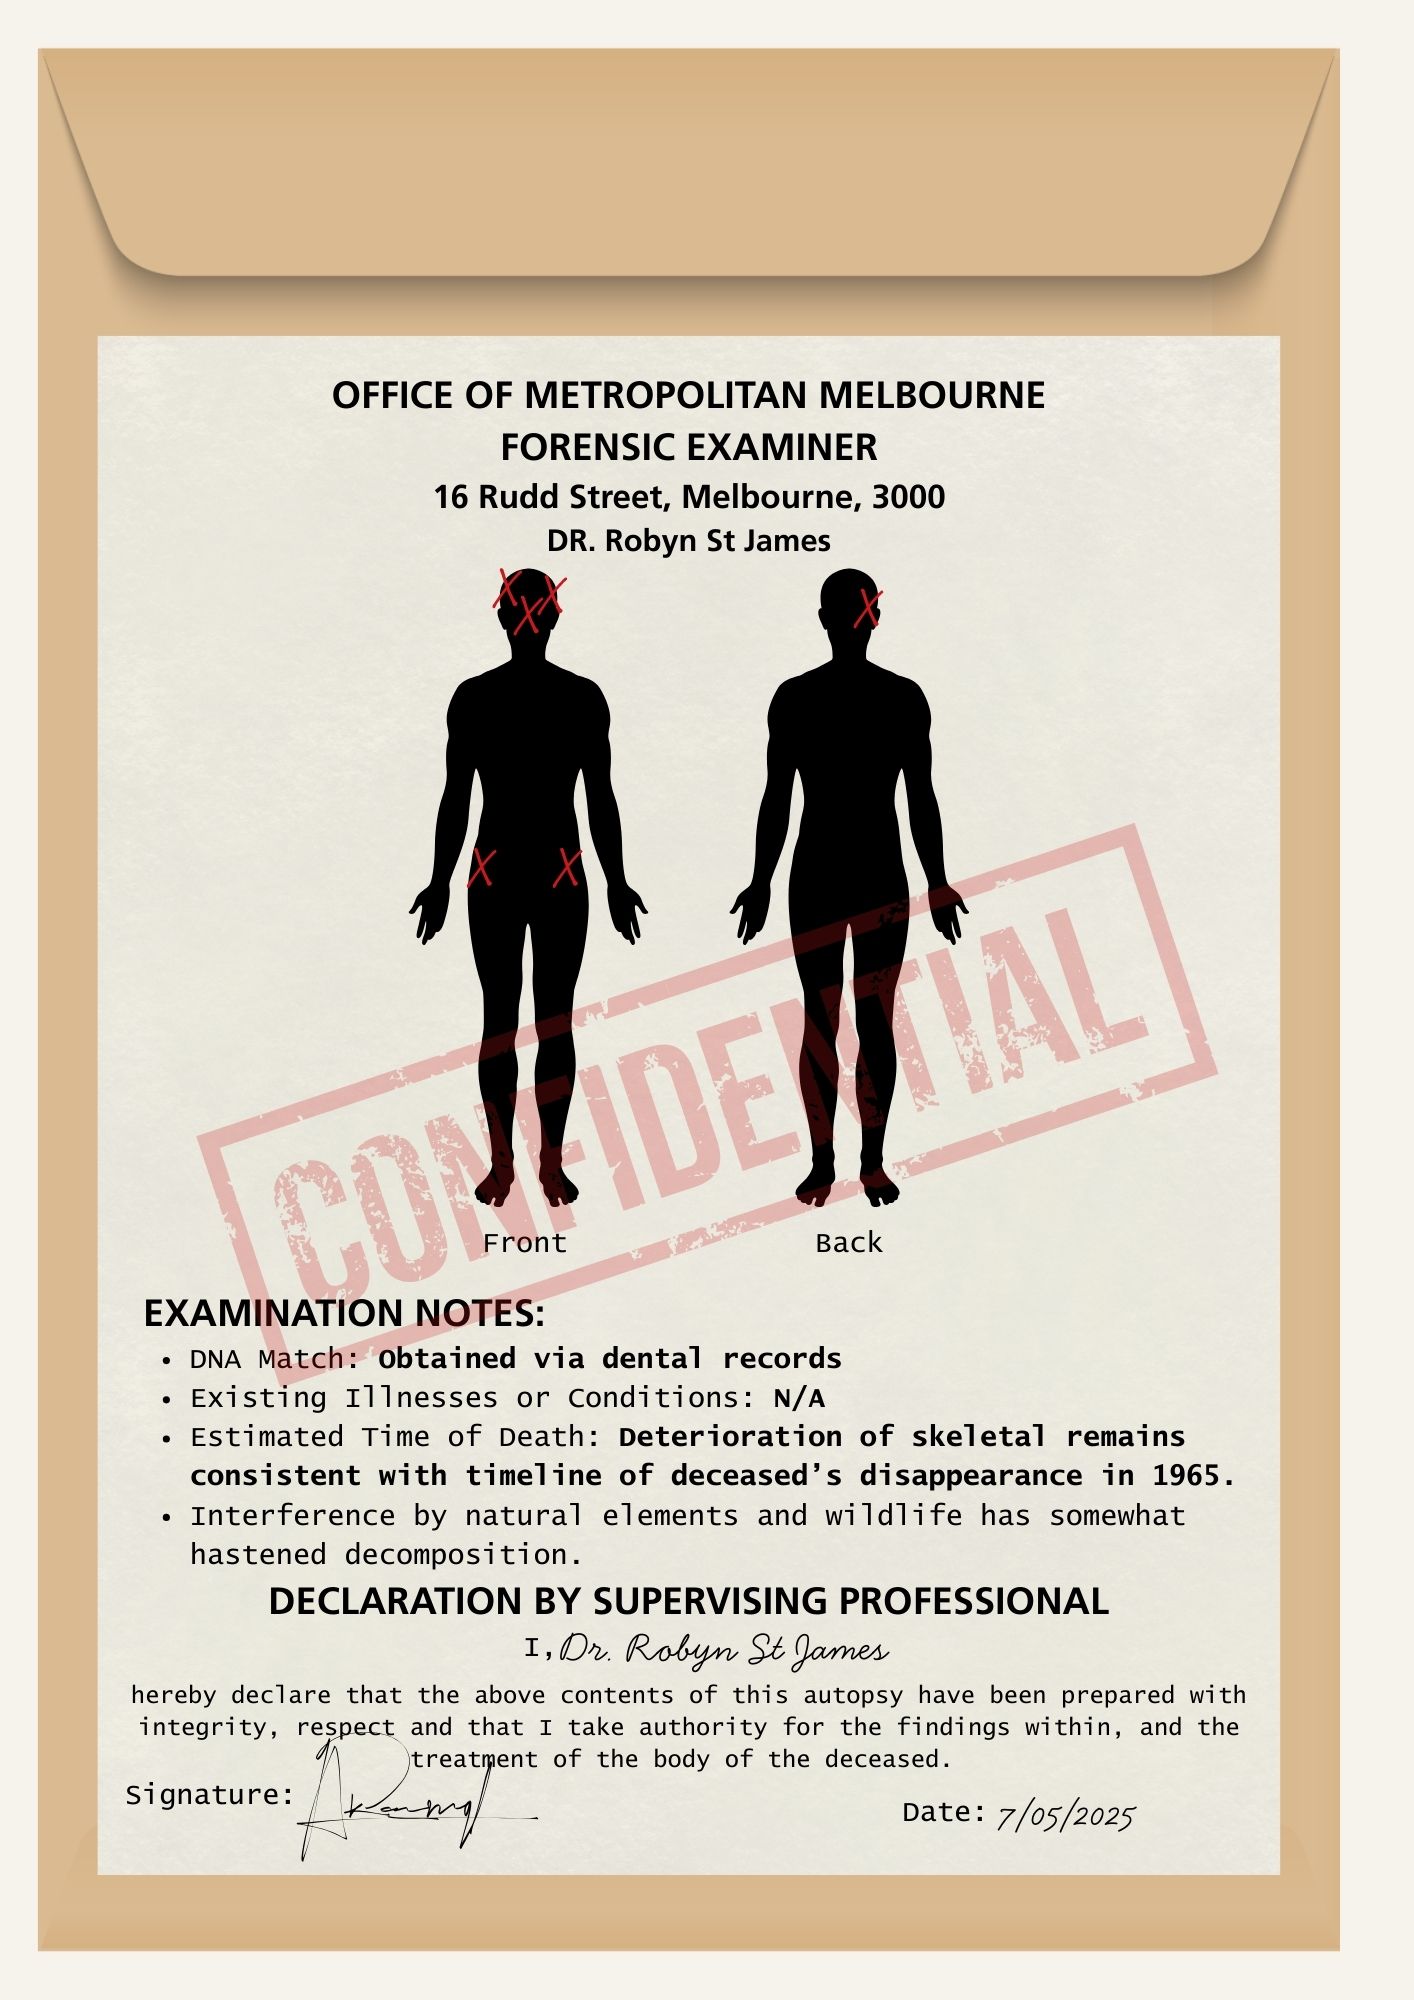 OFFICE OF METROPOLITAN MELBOURNE
FORENSIC EXAMINER
16 Rudd Street, Melbourne, 3000
DR. Robyn St James
CONFIDENTIAL
Front
Back
EXAMINATION NOTES:
• DNA Match: Obtained via dental records
• Existing Illnesses or Conditions: N/A
• Estimated Time of Death: Deterioration of skeletal remains
consistent with timeline of deceased’s disappearance in 1965.
• Interference by natural elements and wildlife has somewhat
hastened decomposition.
DECLARATION BY SUPERVISING PROFESSIONAL
I, Dr. Robyn St James
hereby declare that the above contents of this autopsy have been prepared with
integrity, respect and that I take authority for the findings within, and the
treatment of the body of the deceased.
Signature:
Date: 7/05/2025